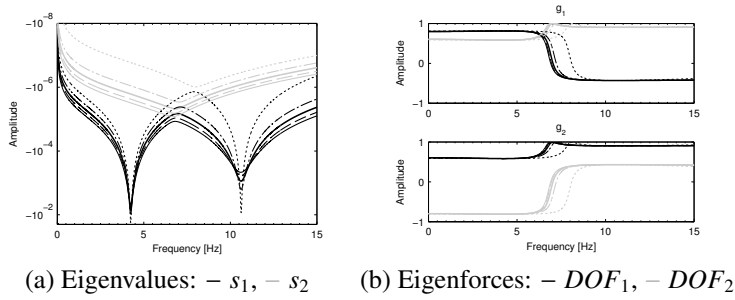 −10⁻⁸
−10⁻⁶
−10⁻⁴
−10⁻²
Amplitude
0 5 10 15
Frequency [Hz]
(a) Eigenvalues: − s₁, − s₂
g₁
1
0
−1
Amplitude
0 5 10 15
g₂
1
0
−1
Amplitude
0 5 10 15
Frequency [Hz]
(b) Eigenforces: − DOF₁, − DOF₂